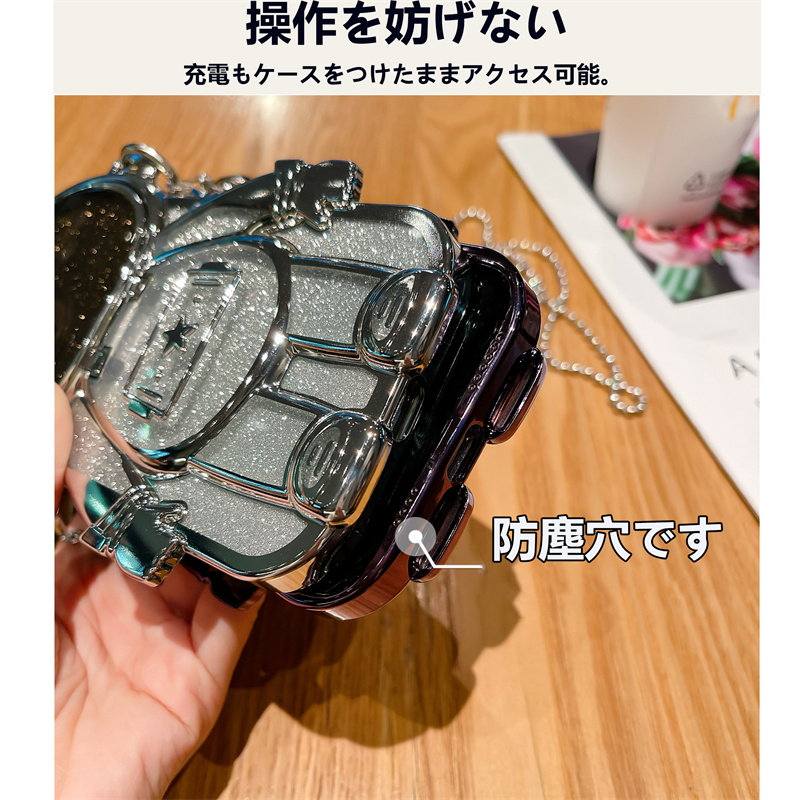 操作を妨げない
充電もケースをつけたままアクセス可能。
防塵穴です